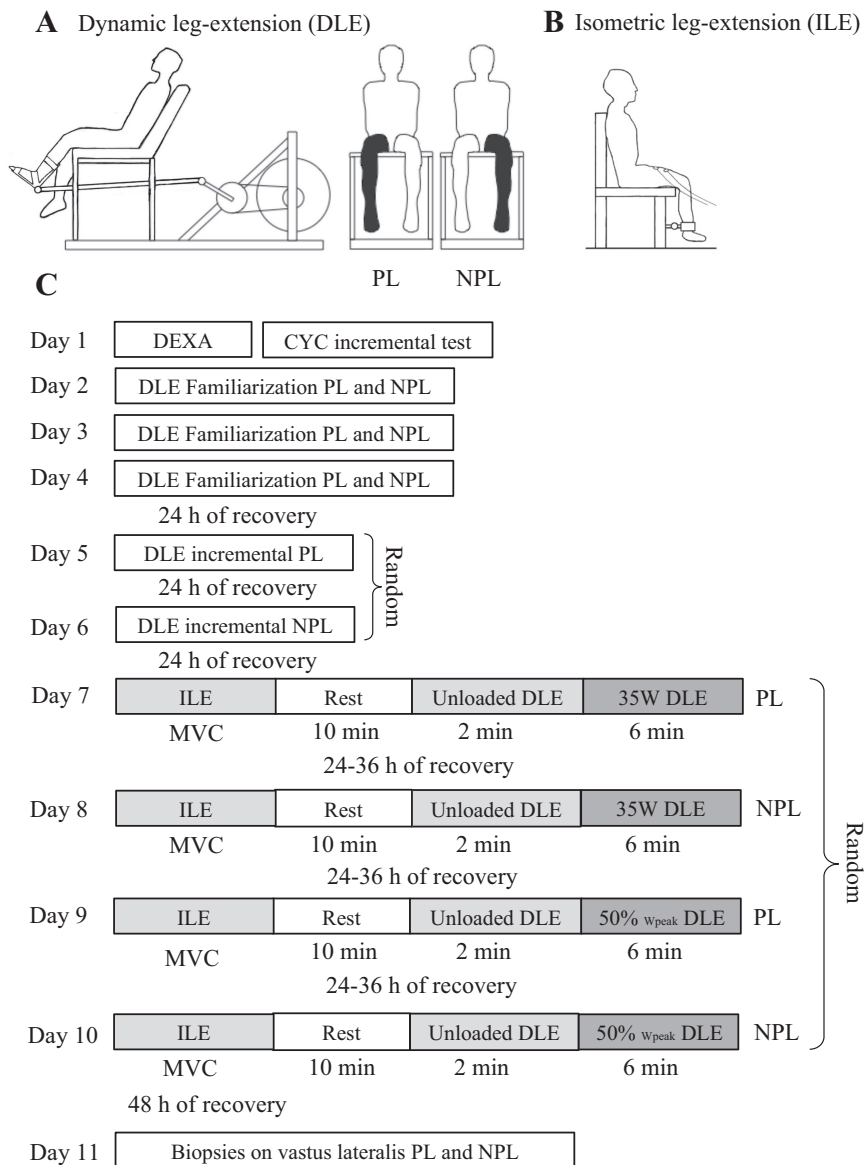 A Dynamic leg-extension (DLE)
B Isometric leg-extension (ILE)
PL NPL
C
Day 1 DEXA CYC incremental test
Day 2 DLE Familiarization PL and NPL
Day 3 DLE Familiarization PL and NPL
Day 4 DLE Familiarization PL and NPL
24 h of recovery
Day 5 DLE incremental PL
24 h of recovery
Random
Day 6 DLE incremental NPL
24 h of recovery
Day 7 ILE Rest Unloaded DLE 35W DLE PL
MVC 10 min 2 min 6 min
24-36 h of recovery
Day 8 ILE Rest Unloaded DLE 35W DLE NPL
MVC 10 min 2 min 6 min
24-36 h of recovery
Random
Day 9 ILE Rest Unloaded DLE 50% Wpeak DLE PL
MVC 10 min 2 min 6 min
24-36 h of recovery
Day 10 ILE Rest Unloaded DLE 50% Wpeak DLE NPL
MVC 10 min 2 min 6 min
48 h of recovery
Day 11 Biopsies on vastus lateralis PL and NPL